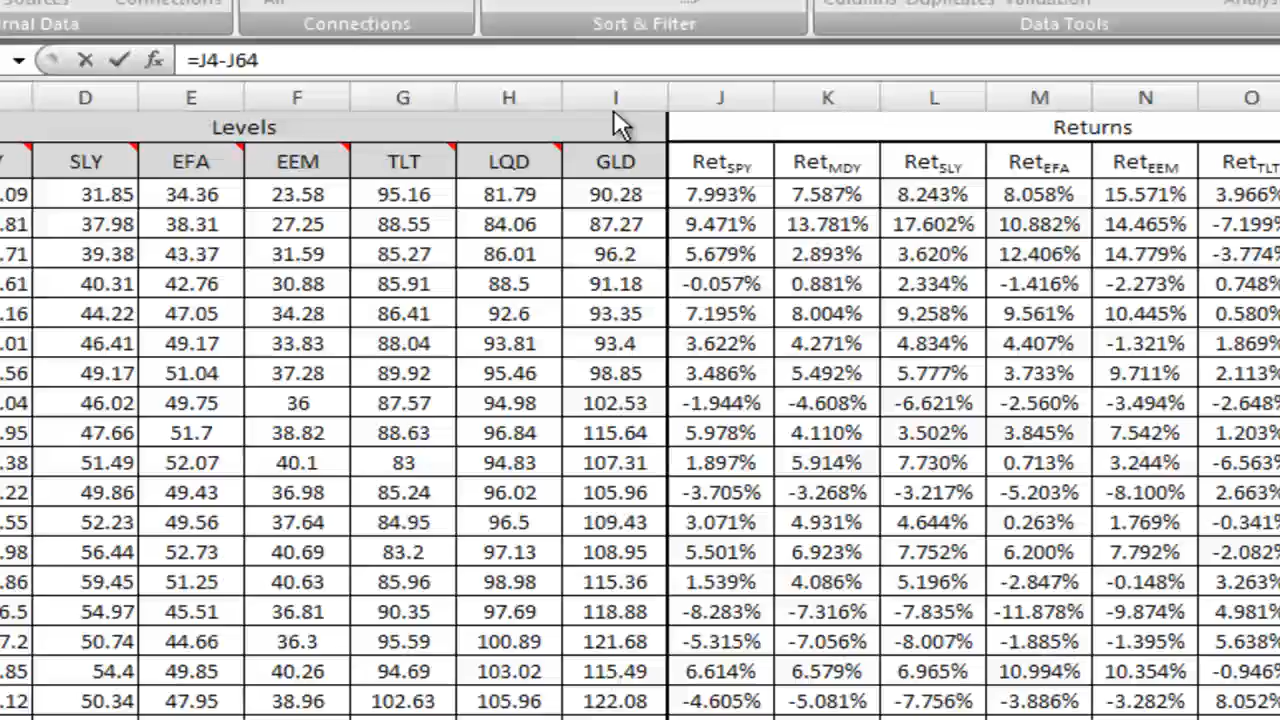 rnal Data Connections Sort & Filter Data Tools
fx =J4-J64
D E F G H I J K L M N O
Levels Returns
Y SLY EFA EEM TLT LQD GLD RetSPY RetMDY RetSLY RetEFA RetEEM RetTLT
.09 31.85 34.36 23.58 95.16 81.79 90.28 7.993% 7.587% 8.243% 8.058% 15.571% 3.966%
.81 37.98 38.31 27.25 88.55 84.06 87.27 9.471% 13.781% 17.602% 10.882% 14.465% -7.199%
.71 39.38 43.37 31.59 85.27 86.01 96.2 5.679% 2.893% 3.620% 12.406% 14.779% -3.774%
.61 40.31 42.76 30.88 85.91 88.5 91.18 -0.057% 0.881% 2.334% -1.416% -2.273% 0.748%
.16 44.22 47.05 34.28 86.41 92.6 93.35 7.195% 8.004% 9.258% 9.561% 10.445% 0.580%
.01 46.41 49.17 33.83 88.04 93.81 93.4 3.622% 4.271% 4.834% 4.407% -1.321% 1.869%
.56 49.17 51.04 37.28 89.92 95.46 98.85 3.486% 5.492% 5.777% 3.733% 9.711% 2.113%
.04 46.02 49.75 36 87.57 94.98 102.53 -1.944% -4.608% -6.621% -2.560% -3.494% -2.648%
.95 47.66 51.7 38.82 88.63 96.84 115.64 5.978% 4.110% 3.502% 3.845% 7.542% 1.203%
.38 51.49 52.07 40.1 83 94.83 107.31 1.897% 5.914% 7.730% 0.713% 3.244% -6.563%
.22 49.86 49.43 36.98 85.24 96.02 105.96 -3.705% -3.268% -3.217% -5.203% -8.100% 2.663%
.55 52.23 49.56 37.64 84.95 96.5 109.43 3.071% 4.931% 4.644% 0.263% 1.769% -0.341%
.98 56.44 52.73 40.69 83.2 97.13 108.95 5.501% 6.923% 7.752% 6.200% 7.792% -2.082%
.86 59.45 51.25 40.63 85.96 98.98 115.36 1.539% 4.086% 5.196% -2.847% -0.148% 3.263%
6.5 54.97 45.51 36.81 90.35 97.69 118.88 -8.283% -7.316% -7.835% -11.878% -9.874% 4.981%
7.2 50.74 44.66 36.3 95.59 100.89 121.68 -5.315% -7.056% -8.007% -1.885% -1.395% 5.638%
.85 54.4 49.85 40.26 94.69 103.02 115.49 6.614% 6.579% 6.965% 10.994% 10.354% -0.946%
.12 50.34 47.95 38.96 102.63 105.96 122.08 -4.605% -5.081% -7.756% -3.886% -3.282% 8.052%